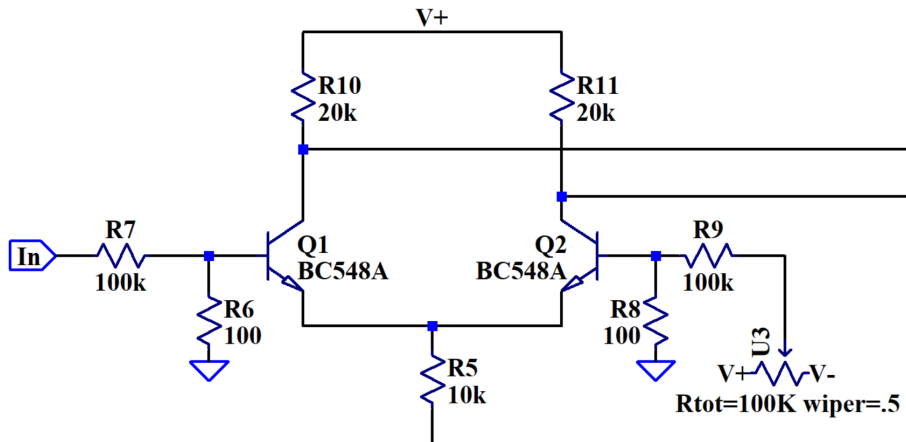 V+
R10
20k
R11
20k
In
R7
100k
Q1
BC548A
Q2
BC548A
R9
100k
R6
100
R8
100
U3
V+
V-
Rtot=100K wiper=.5
R5
10k